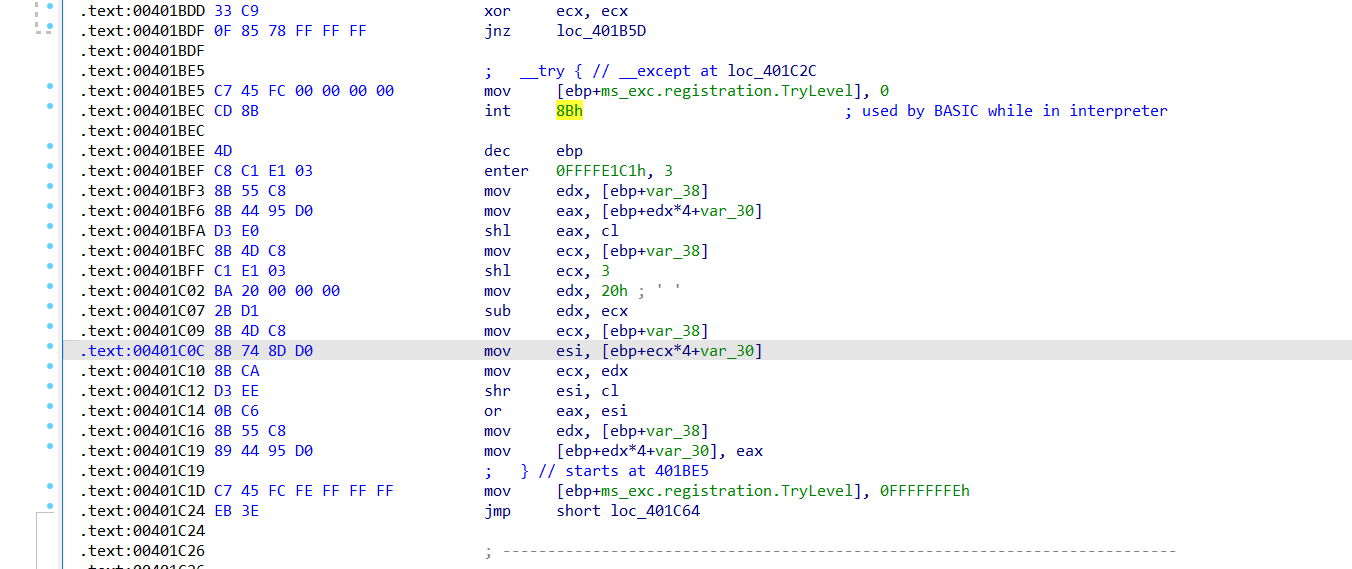 .text:00401BDD 33 C9 xor ecx, ecx
.text:00401BDF 0F 85 78 FF FF FF jnz loc_401B5D
.text:00401BDF
.text:00401BE5 ; __try { // __except at loc_401C2C
.text:00401BE5 C7 45 FC 00 00 00 00 mov [ebp+ms_exc.registration.TryLevel], 0
.text:00401BEC CD 8B int 8Bh ; used by BASIC while in interpreter
.text:00401BEC
.text:00401BEE 4D dec ebp
.text:00401BEF C8 C1 E1 03 enter 0FFFFE1C1h, 3
.text:00401BF3 8B 55 C8 mov edx, [ebp+var_38]
.text:00401BF6 8B 44 95 D0 mov eax, [ebp+edx*4+var_30]
.text:00401BFA D3 E0 shl eax, cl
.text:00401BFC 8B 4D C8 mov ecx, [ebp+var_38]
.text:00401BFF C1 E1 03 shl ecx, 3
.text:00401C02 BA 20 00 00 00 mov edx, 20h ; ' '
.text:00401C07 2B D1 sub edx, ecx
.text:00401C09 8B 4D C8 mov ecx, [ebp+var_38]
.text:00401C0C 8B 74 8D D0 mov esi, [ebp+ecx*4+var_30]
.text:00401C10 8B CA mov ecx, edx
.text:00401C12 D3 EE shr esi, cl
.text:00401C14 0B C6 or eax, esi
.text:00401C16 8B 55 C8 mov edx, [ebp+var_38]
.text:00401C19 89 44 95 D0 mov [ebp+edx*4+var_30], eax
.text:00401C19 ; } // starts at 401BE5
.text:00401C1D C7 45 FC FE FF FF FF mov [ebp+ms_exc.registration.TryLevel], 0FFFFFFFEh
.text:00401C24 EB 3E jmp short loc_401C64
.text:00401C24
.text:00401C26 ; ---------------------------------------------------------------------------